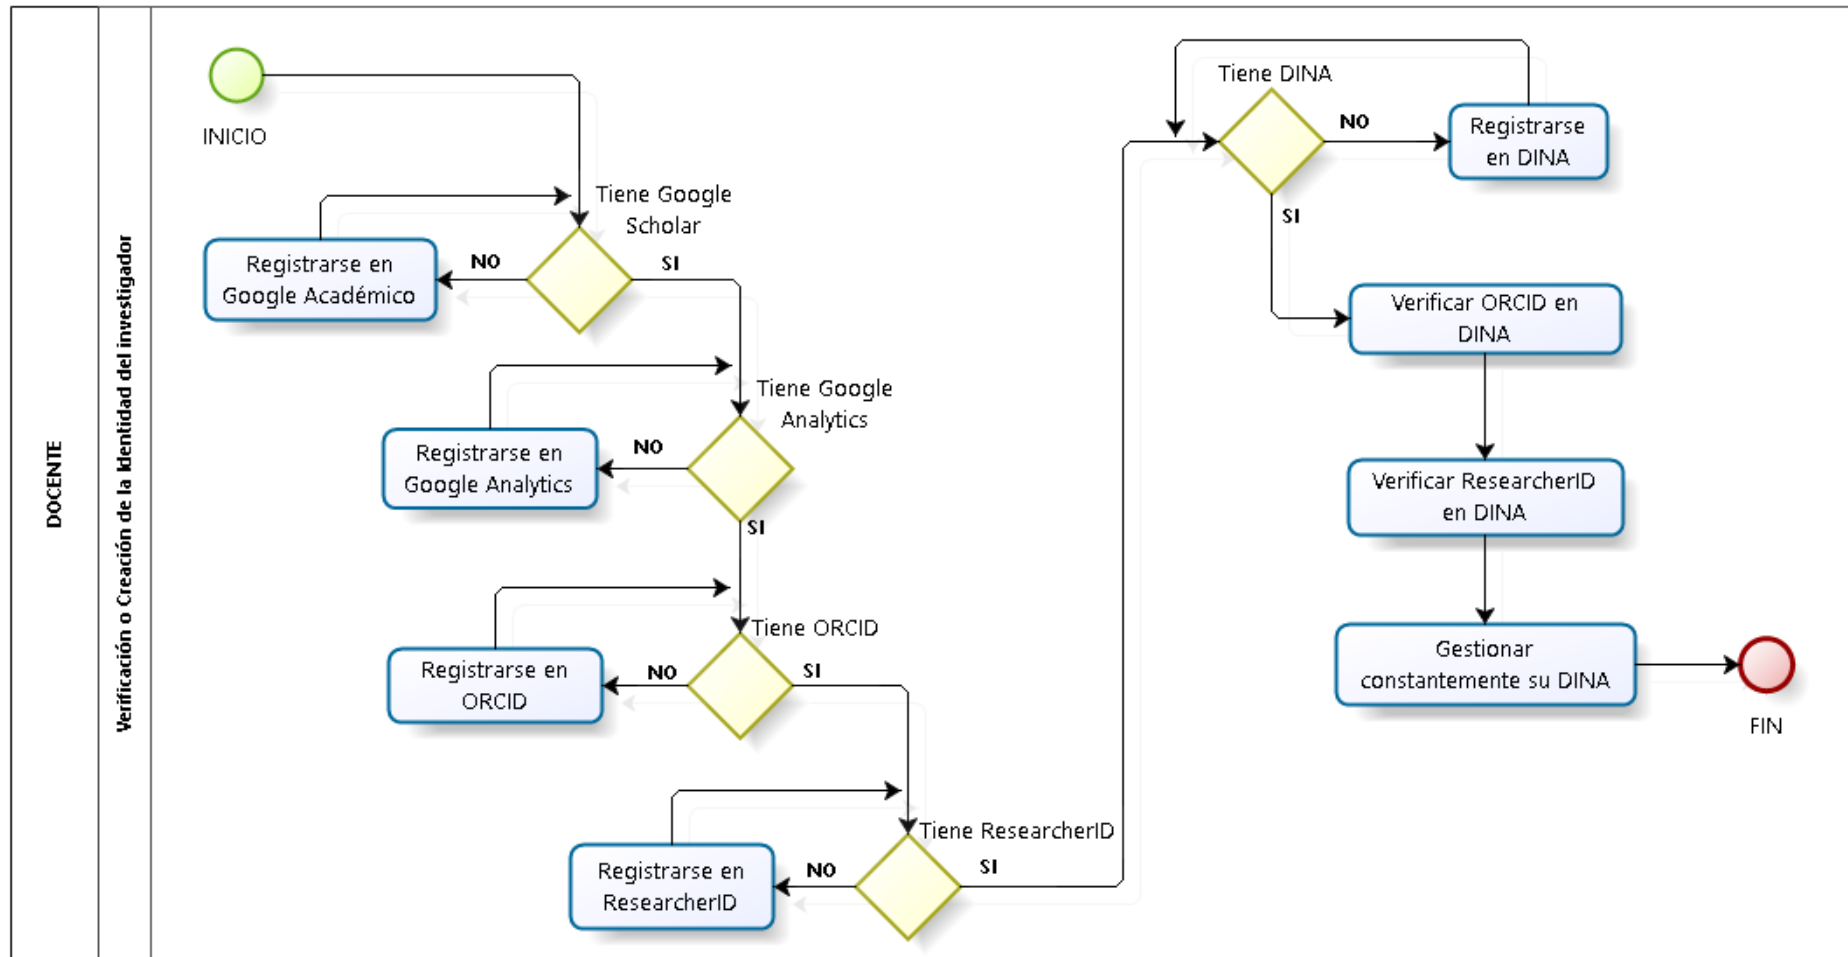 DOCENTE
Verificación o Creación de la Identidad del investigador
INICIO
Tiene Google
Scholar
NO
SI
Registrarse en
Google Académico
Tiene Google
Analytics
NO
SI
Registrarse en
Google Analytics
Tiene ORCID
NO
SI
Registrarse en
ORCID
Tiene ResearcherID
NO
SI
Registrarse en
ResearcherID
Tiene DINA
NO
SI
Registrarse
en DINA
Verificar ORCID en
DINA
Verificar ResearcherID
en DINA
Gestionar
constantemente su DINA
FIN